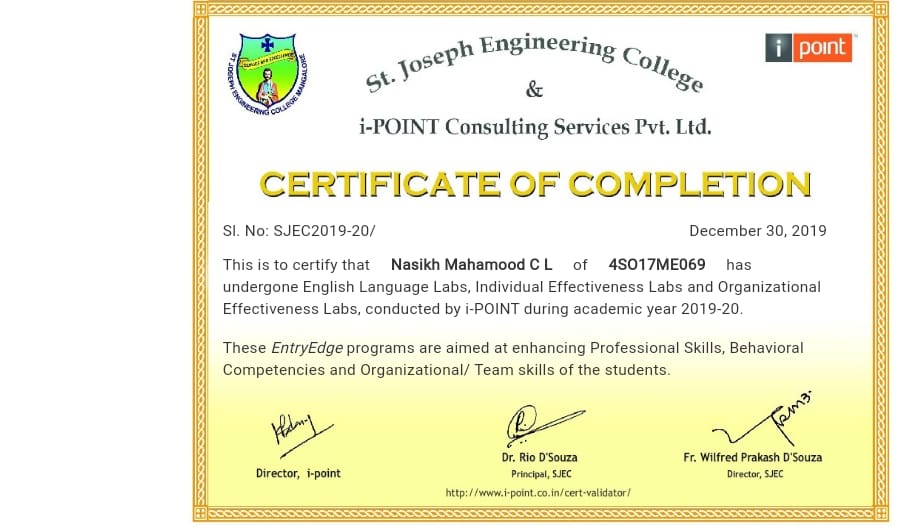 ST JOSEPH ENGINEERING COLLEGE MANGALORE
i point
St. Joseph Engineering College
&
i-POINT Consulting Services Pvt. Ltd.
CERTIFICATE OF COMPLETION
Sl. No: SJEC2019-20/ December 30, 2019
This is to certify that Nasikh Mahamood C L of 4SO17ME069 has
undergone English Language Labs, Individual Effectiveness Labs and Organizational
Effectiveness Labs, conducted by i-POINT during academic year 2019-20.
These EntryEdge programs are aimed at enhancing Professional Skills, Behavioral
Competencies and Organizational/ Team skills of the students.
Dr. Rio D'Souza Fr. Wilfred Prakash D'Souza
Director, i-point Principal, SJEC Director, SJEC
http://www.i-point.co.in/cert-validator/